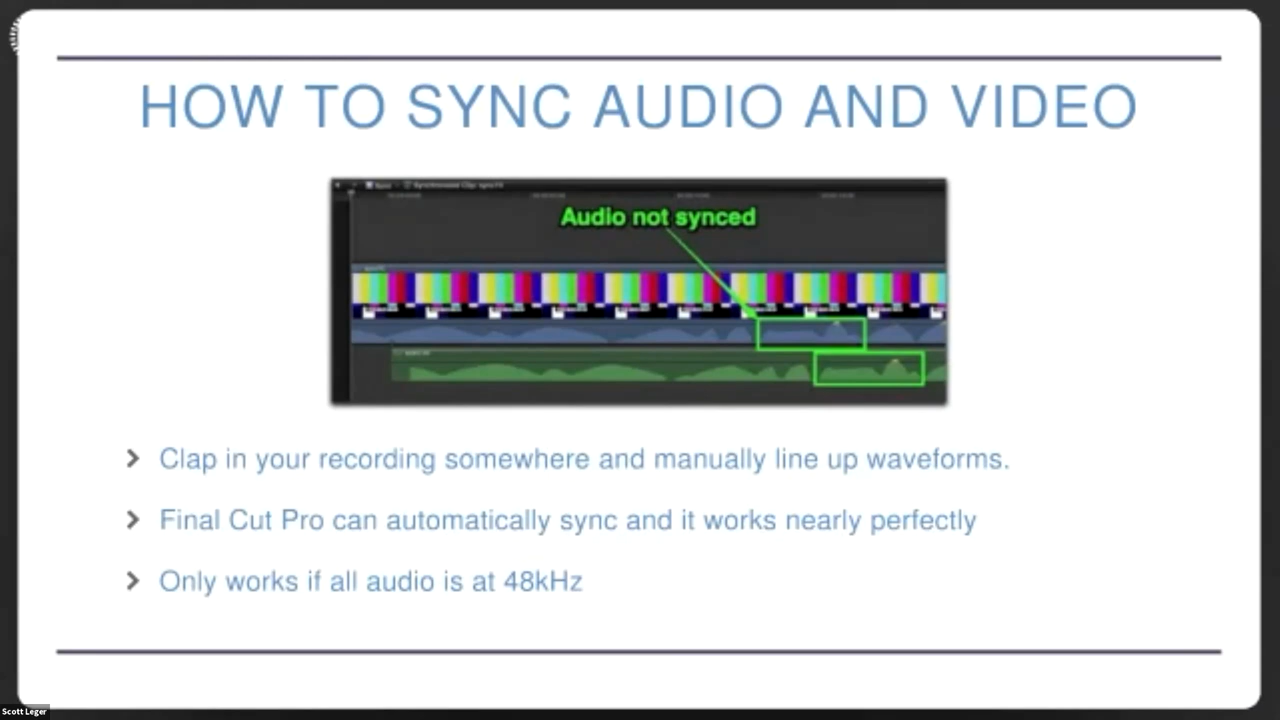 HOW TO SYNC AUDIO AND VIDEO
Audio not synced
Clap in your recording somewhere and manually line up waveforms.
Final Cut Pro can automatically sync and it works nearly perfectly
Only works if all audio is at 48kHz
Scott Leger